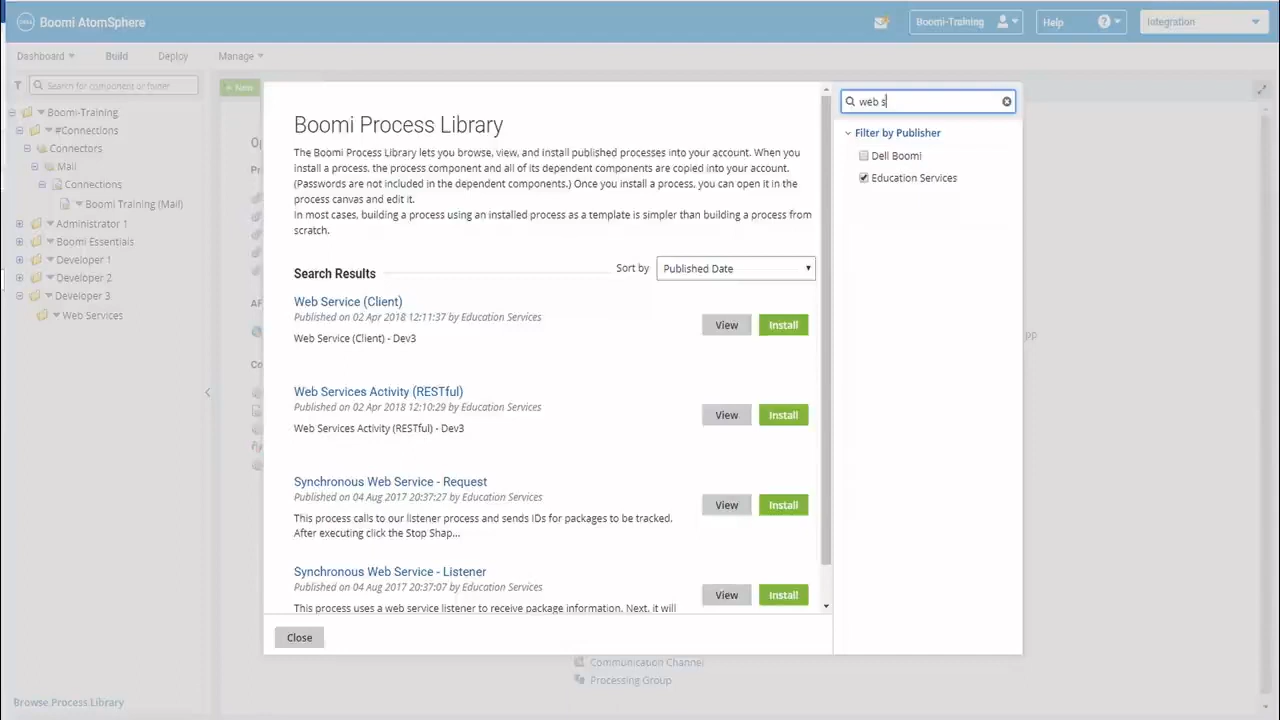 DELL Boomi AtomSphere
Boomi-Training
Help
Integration
Dashboard
Build
Deploy
Manage
Search for component or folder
+ New
Boomi-Training
#Connections
Connectors
Mail
Connections
Boomi Training (Mail)
Administrator 1
Boomi Essentials
Developer 1
Developer 2
Developer 3
Web Services
Browse Process Library
Boomi Process Library
The Boomi Process Library lets you browse, view, and install published processes into your account. When you
install a process, the process component and all of its dependent components are copied into your account.
(Passwords are not included in the dependent components.) Once you install a process, you can open it in the
process canvas and edit it.
In most cases, building a process using an installed process as a template is simpler than building a process from
scratch.
Search Results
Sort by
Published Date
Web Service (Client)
Published on 02 Apr 2018 12:11:37 by Education Services
Web Service (Client) - Dev3
View
Install
Web Services Activity (RESTful)
Published on 02 Apr 2018 12:10:29 by Education Services
Web Services Activity (RESTful) - Dev3
View
Install
Synchronous Web Service - Request
Published on 04 Aug 2017 20:37:27 by Education Services
This process calls to our listener process and sends IDs for packages to be tracked.
After executing click the Stop Shap...
View
Install
Synchronous Web Service - Listener
Published on 04 Aug 2017 20:37:07 by Education Services
This process uses a web service listener to receive package information. Next, it will
View
Install
Close
web s
Filter by Publisher
Dell Boomi
Education Services
Communication Channel
Processing Group